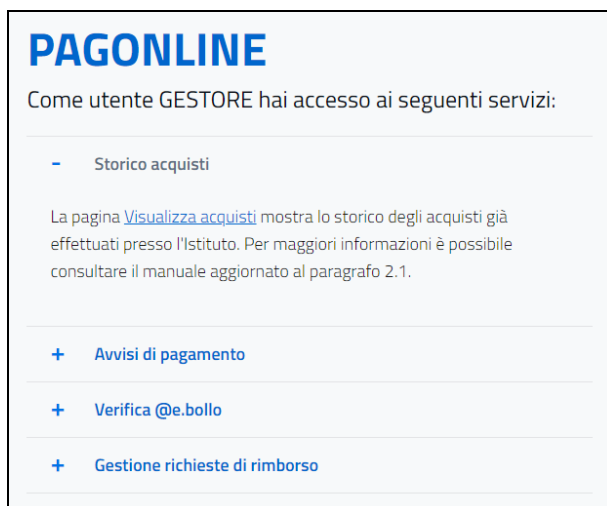 PAGONLINE
Come utente GESTORE hai accesso ai seguenti servizi:
- Storico acquisti
La pagina Visualizza acquisti mostra lo storico degli acquisti già
effettuati presso l'Istituto. Per maggiori informazioni è possibile
consultare il manuale aggiornato al paragrafo 2.1.
+ Avvisi di pagamento
+ Verifica @e.bollo
+ Gestione richieste di rimborso